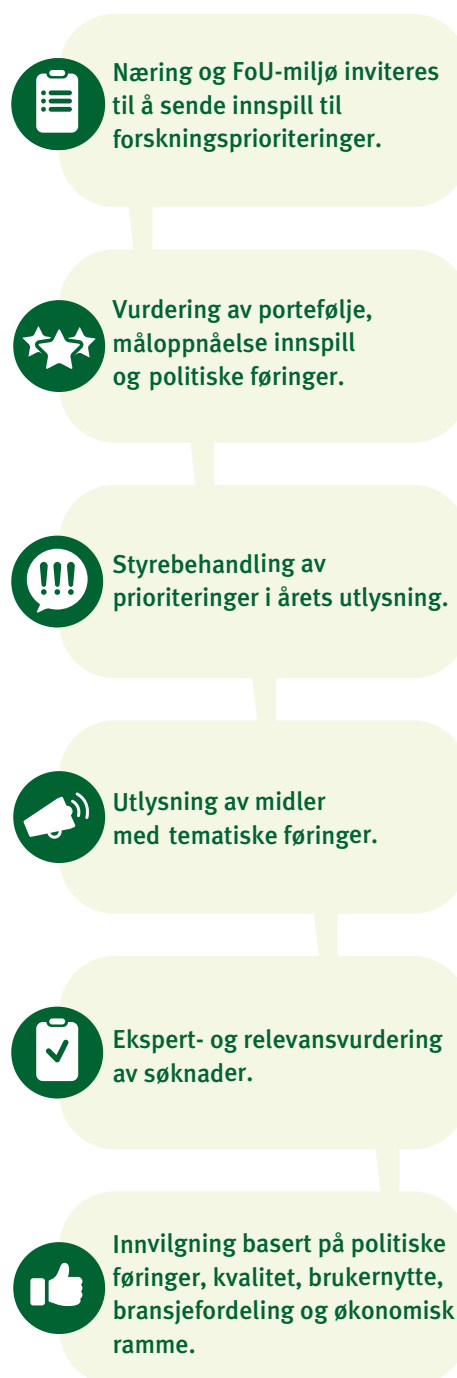 Næring og FoU-miljø inviteres
til å sende innspill til
forskningsprioriteringer.
Vurdering av portefølje,
måloppnåelse innspill
og politiske føringer.
Styrebehandling av
prioriteringer i årets utlysning.
Utlysning av midler
med tematiske føringer.
Ekspert- og relevansvurdering
av søknader.
Innvilgning basert på politiske
føringer, kvalitet, brukernytte,
bransjefordeling og økonomisk
ramme.